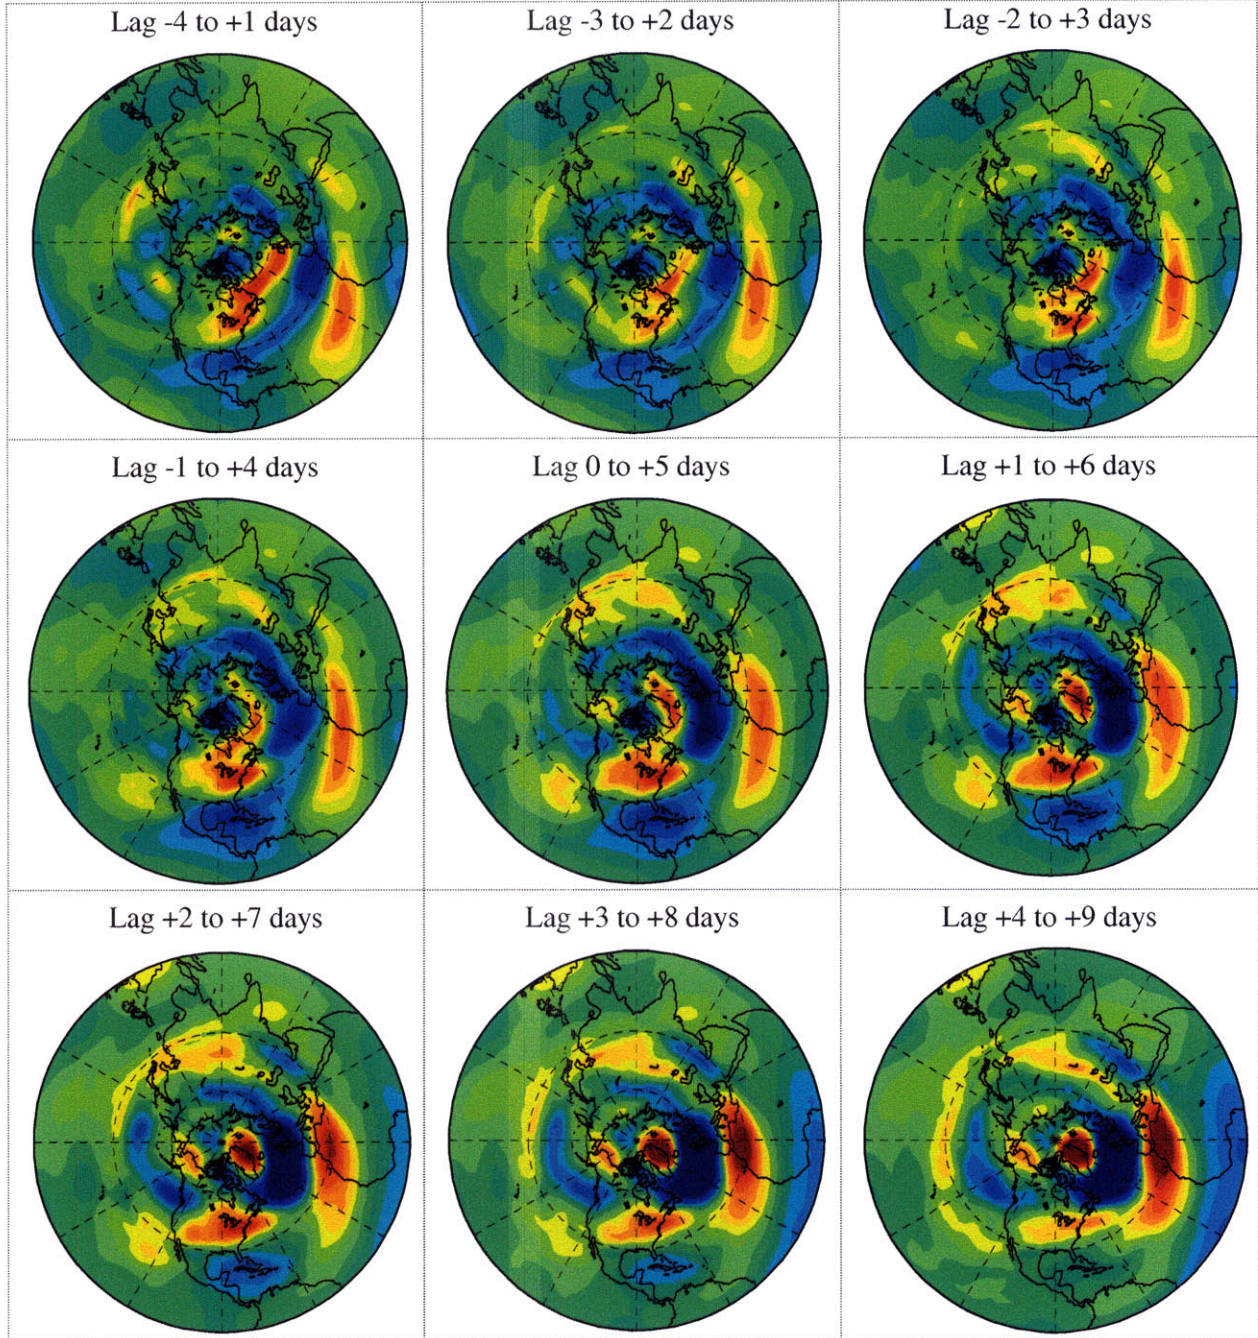 Lag -4 to +1 days
Lag -3 to +2 days
Lag -2 to +3 days
Lag -1 to +4 days
Lag 0 to +5 days
Lag +1 to +6 days
Lag +2 to +7 days
Lag +3 to +8 days
Lag +4 to +9 days